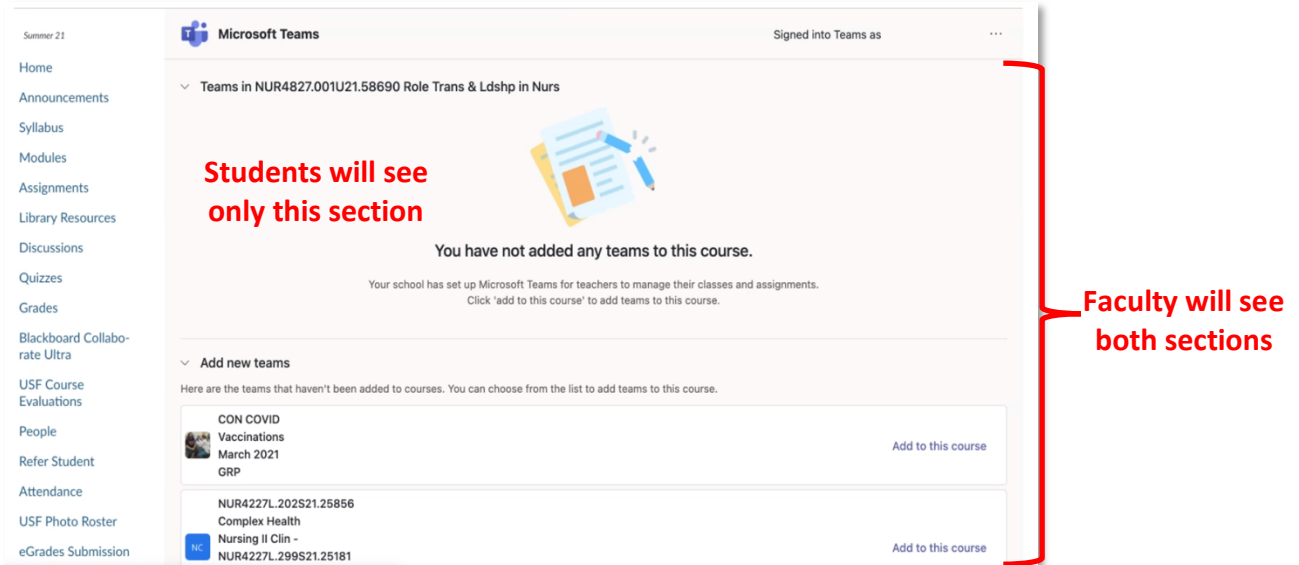 Summer 21
Home
Announcements
Syllabus
Modules
Assignments
Library Resources
Discussions
Quizzes
Grades
Blackboard Collabo-
rate Ultra
USF Course
Evaluations
People
Refer Student
Attendance
USF Photo Roster
eGrades Submission
Microsoft Teams
Signed into Teams as
...
Teams in NUR4827.001U21.58690 Role Trans & Ldshp in Nurs
Students will see
only this section
You have not added any teams to this course.
Your school has set up Microsoft Teams for teachers to manage their classes and assignments.
Click 'add to this course' to add teams to this course.
Add new teams
Here are the teams that haven't been added to courses. You can choose from the list to add teams to this course.
CON COVID
Vaccinations
March 2021
GRP
Add to this course
NC
NUR4227L.202S21.25856
Complex Health
Nursing II Clin -
NUR4227L.299S21.25181
Add to this course
Faculty will see
both sections